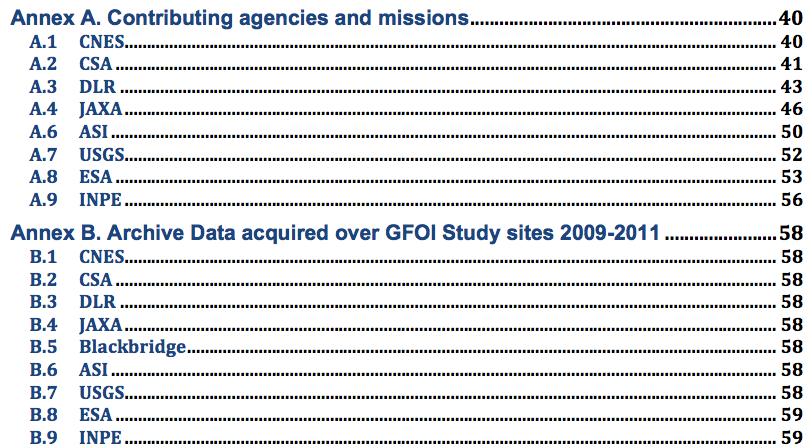 Annex A. Contributing agencies and missions 40
A.1 CNES 40
A.2 CSA 41
A.3 DLR 43
A.4 JAXA 46
A.6 ASI 50
A.7 USGS 52
A.8 ESA 53
A.9 INPE 56
Annex B. Archive Data acquired over GFOI Study sites 2009-2011 58
B.1 CNES 58
B.2 CSA 58
B.3 DLR 58
B.4 JAXA 58
B.5 Blackbridge 58
B.6 ASI 58
B.7 USGS 58
B.8 ESA 59
B.9 INPE 59